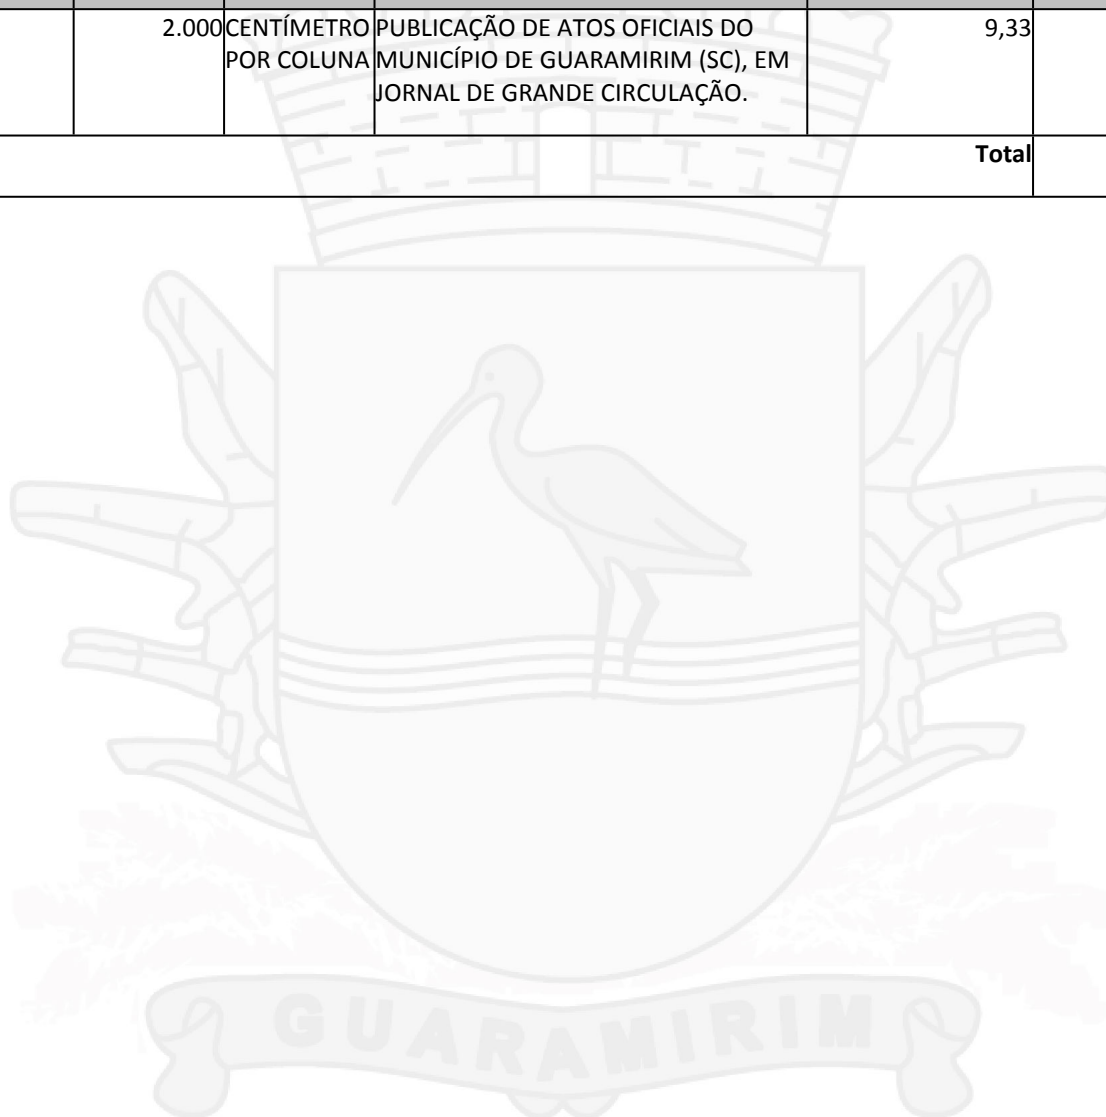 2.000 CENTÍMETRO PUBLICAÇÃO DE ATOS OFICIAIS DO 9,33
POR COLUNA MUNICÍPIO DE GUARAMIRIM (SC), EM
JORNAL DE GRANDE CIRCULAÇÃO.
Total
GUARAMIRIM